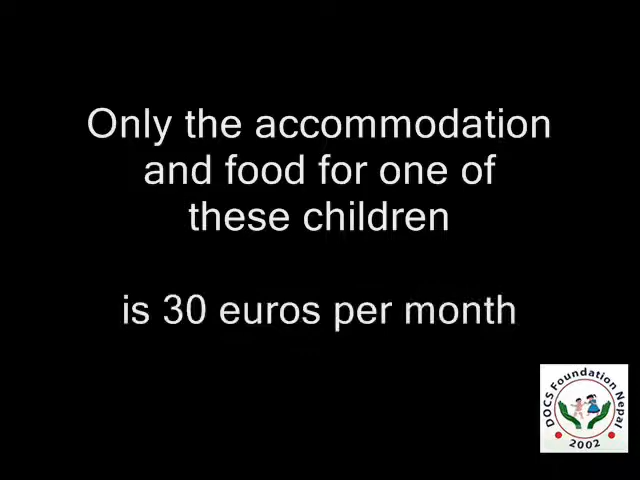 Only the accommodation
and food for one of
these children
is 30 euros per month
DOCS Foundation Nepal
2002